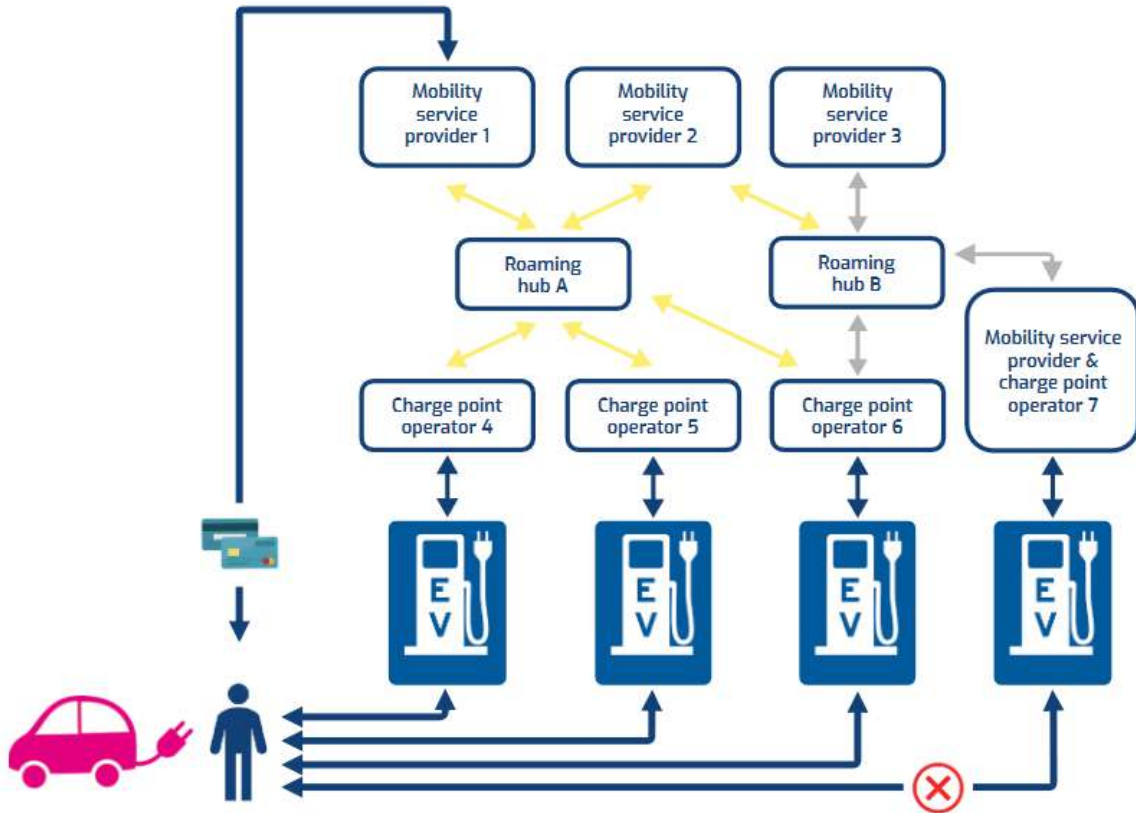 Mobility
service
provider 1
Mobility
service
provider 2
Mobility
service
provider 3
Roaming
hub A
Roaming
hub B
Mobility service
provider &
charge point
operator 7
Charge point
operator 4
Charge point
operator 5
Charge point
operator 6
E
V
E
V
E
V
E
V